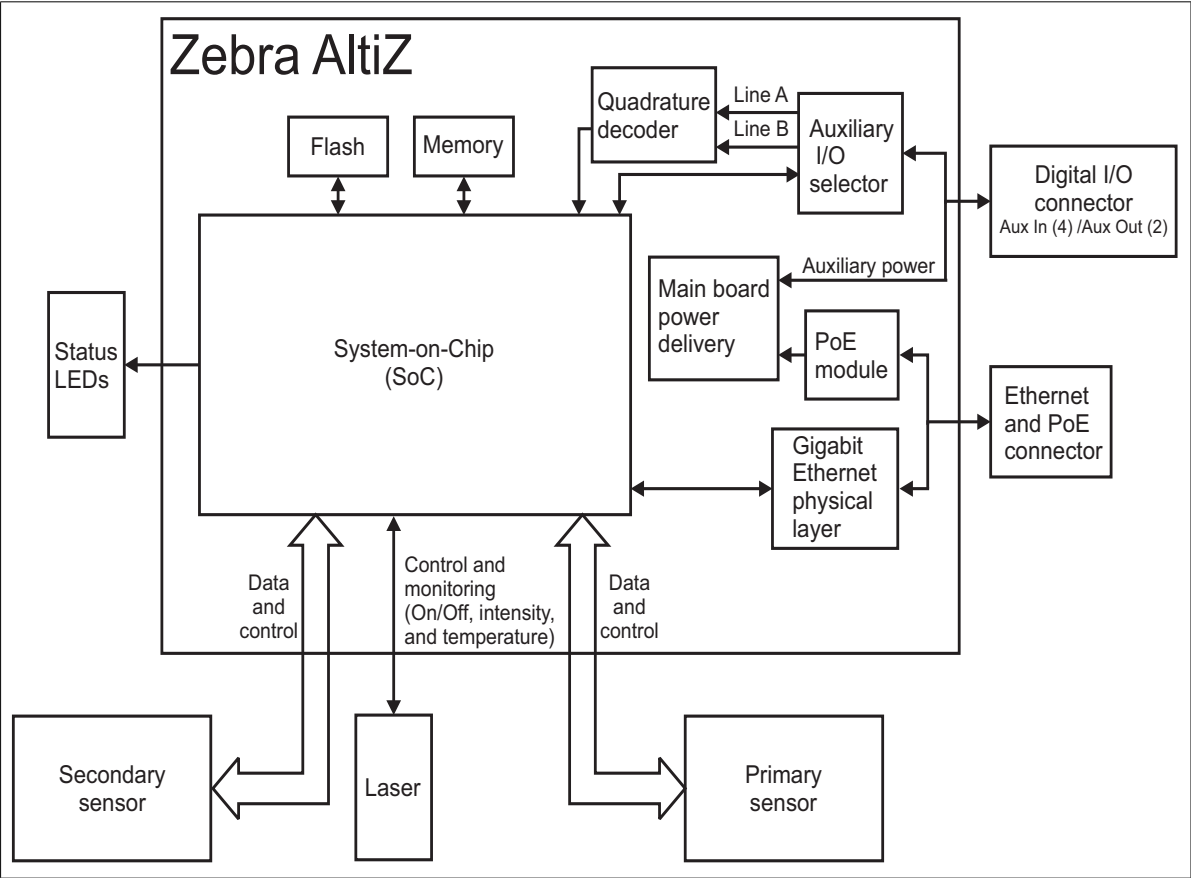 Zebra AltiZ
Quadrature
decoder
Line A
Line B
Auxiliary
I/O
selector
Flash
Memory
Digital I/O
connector
Aux In (4) /Aux Out (2)
Auxiliary power
Main board
power
delivery
PoE
module
Status
LEDs
System-on-Chip
(SoC)
Ethernet
and PoE
connector
Gigabit
Ethernet
physical
layer
Data
and
control
Control and
monitoring
(On/Off, intensity,
and temperature)
Data
and
control
Secondary
sensor
Laser
Primary
sensor